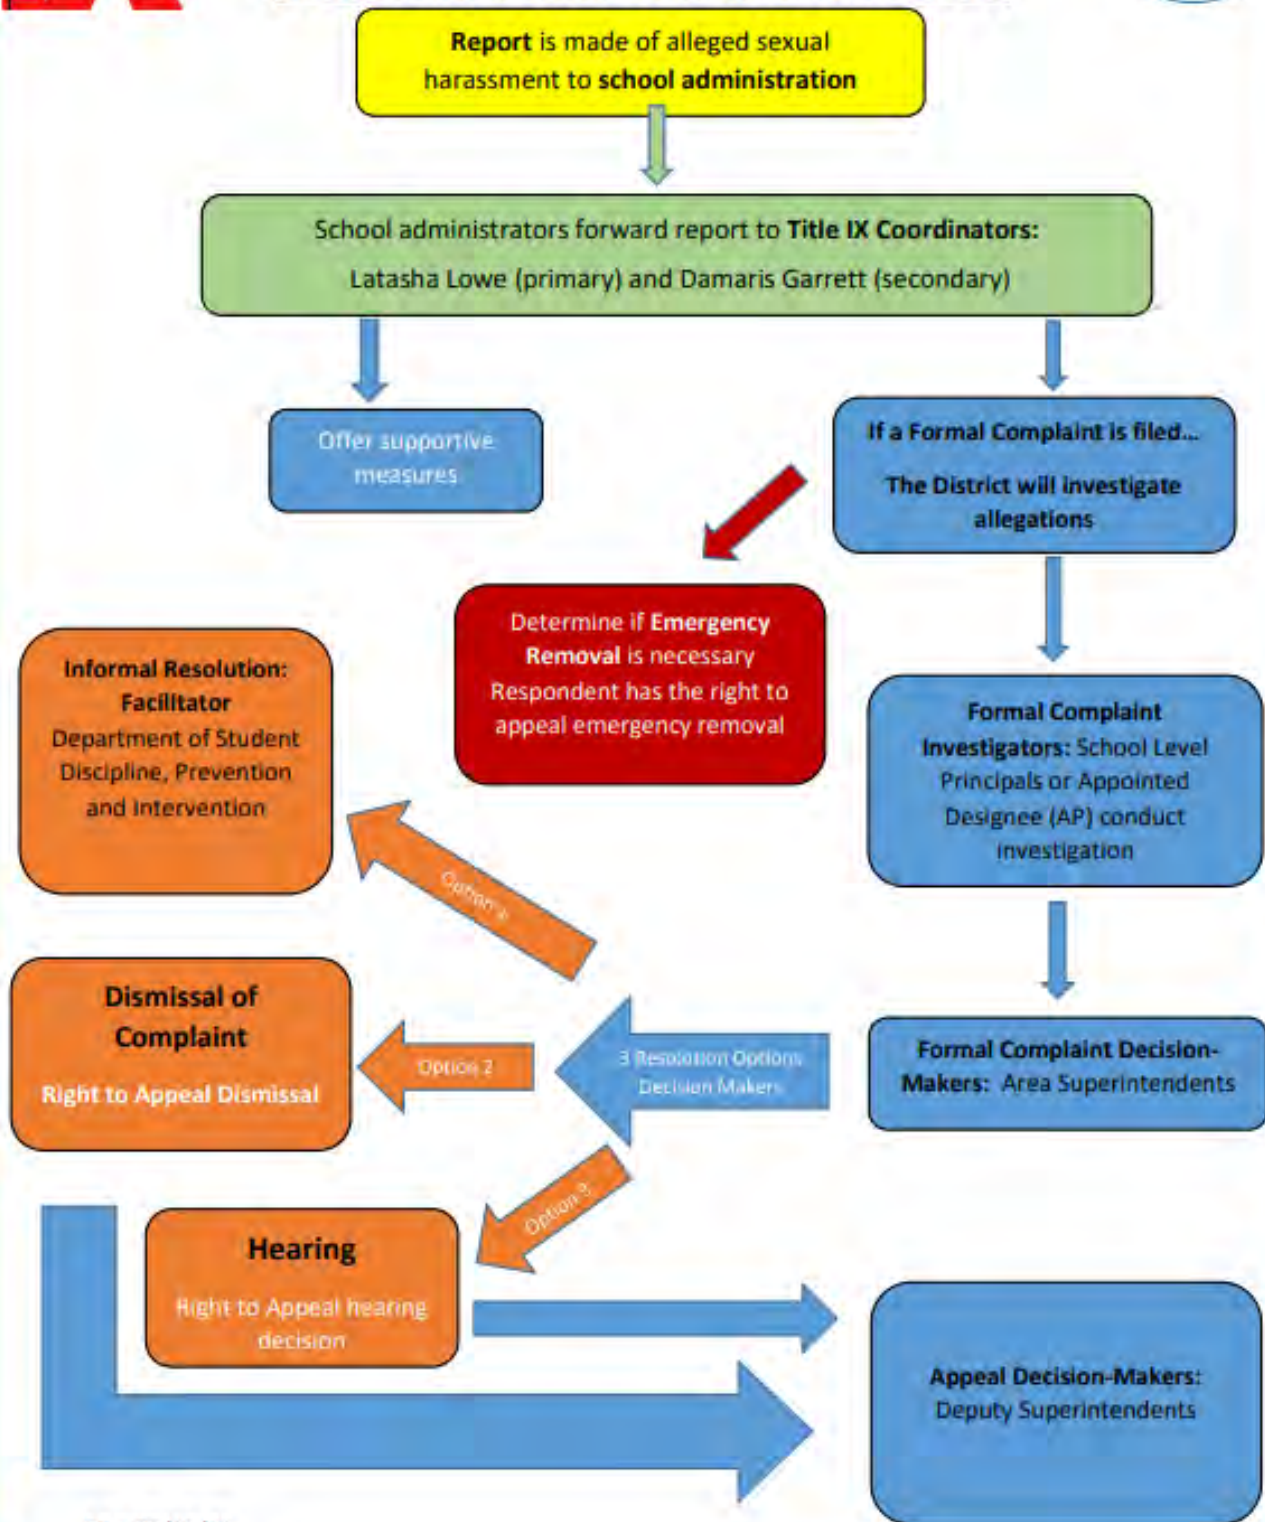 Report is made of alleged sexual
harassment to school administration
School administrators forward report to Title IX Coordinators:
Latasha Lowe (primary) and Damaris Garrett (secondary)
Offer supportive
measures
If a Formal Complaint is filed...
The District will investigate
allegations
Determine if Emergency
Removal is necessary
Respondent has the right to
appeal emergency removal
Informal Resolution:
Facilitator
Department of Student
Discipline, Prevention
and Intervention
Formal Complaint
Investigators: School Level
Principals or Appointed
Designee (AP) conduct
investigation
Option
Dismissal of
Complaint
Right to Appeal Dismissal
Option 2
3 Resolution Options
Decision Makers
Formal Complaint Decision-
Makers: Area Superintendents
Option 3
Hearing
Right to Appeal hearing
decision
Appeal Decision-Makers:
Deputy Superintendents